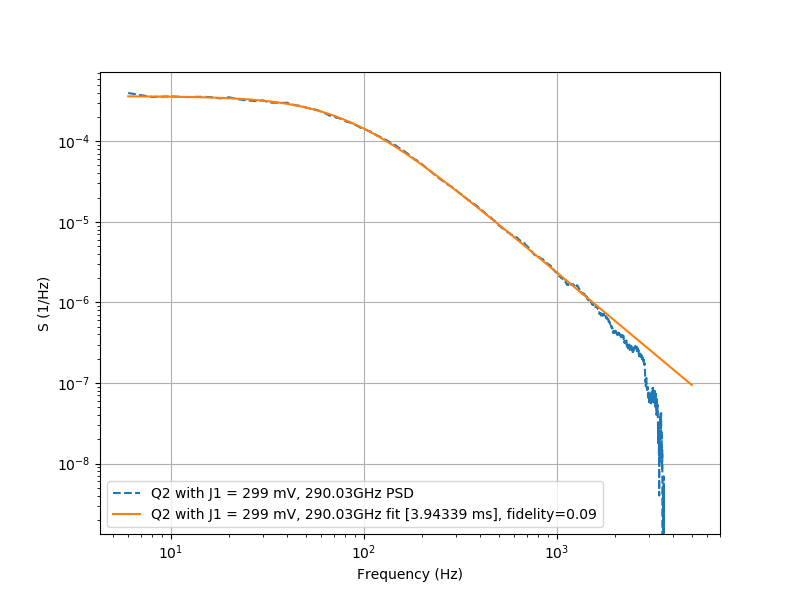 10⁻⁴
10⁻⁵
10⁻⁶
10⁻⁷
10⁻⁸
S (1/Hz)
Q2 with J1 = 299 mV, 290.03GHz PSD
Q2 with J1 = 299 mV, 290.03GHz fit [3.94339 ms], fidelity=0.09
10¹ 10² 10³
Frequency (Hz)